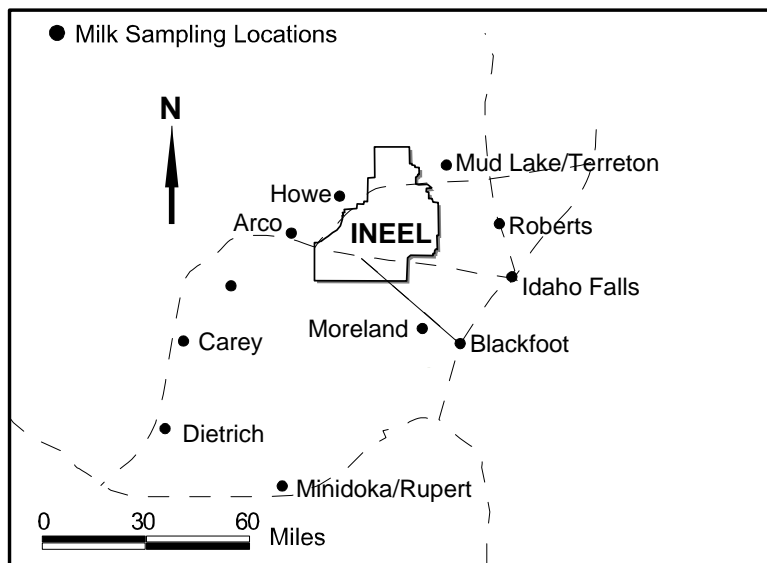 Milk Sampling Locations
N
Mud Lake/Terreton
Howe
Arco
INEEL
Roberts
Idaho Falls
Moreland
Carey
Blackfoot
Dietrich
Minidoka/Rupert
0 30 60
Miles